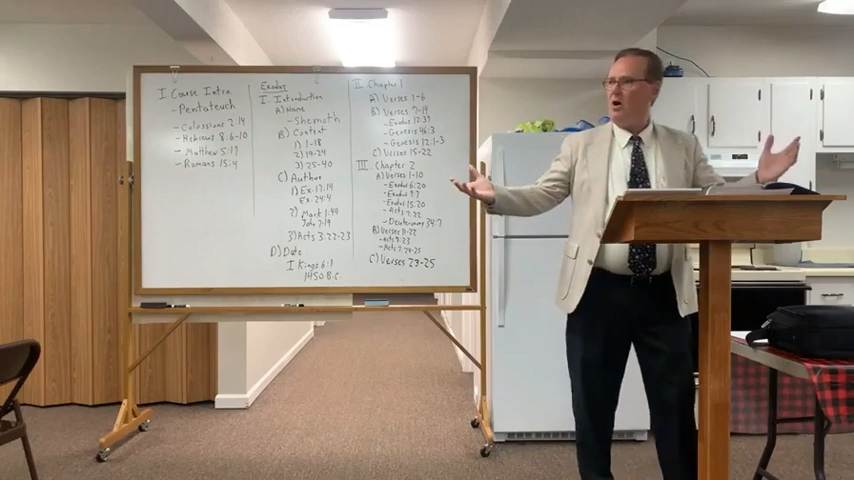 I Course Intro
- Pentateuch
- Colossians 2:14
- Hebrews 8:6-10
- Matthew 5:17
- Romans 15:4
Exodus
I. Introduction
A) Name
- Shemoth
B) Content
1) 1-18
2) 19-24
3) 25-40
C) Author
1) Ex. 17:14
Ex. 24:4
2) Mark 1:44
John 7:19
3) Acts 3:22-23
D) Date
I Kings 6:1
1450 B.C
II. Chapter 1
A) Verses 1-6
B) Verses 7-14
- Exodus 12:37
- Genesis 46:3
- Genesis 12:1-3
C) Verses 15-22
III. Chapter 2
A) Verses 1-10
- Exodus 6:20
- Exodus 7:7
- Exodus 15:20
- Acts 7:22
- Deuteronomy 34:7
B) Verses 11-22
- Acts 7:23
- Acts 7:24-25
C) Verses 23-25